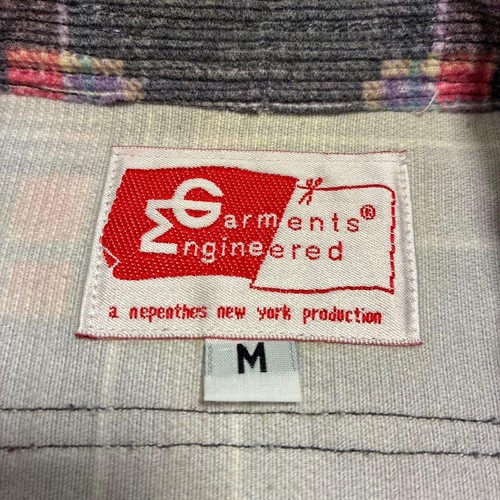 Garments®
Engineered
a nepenthes new york production
M